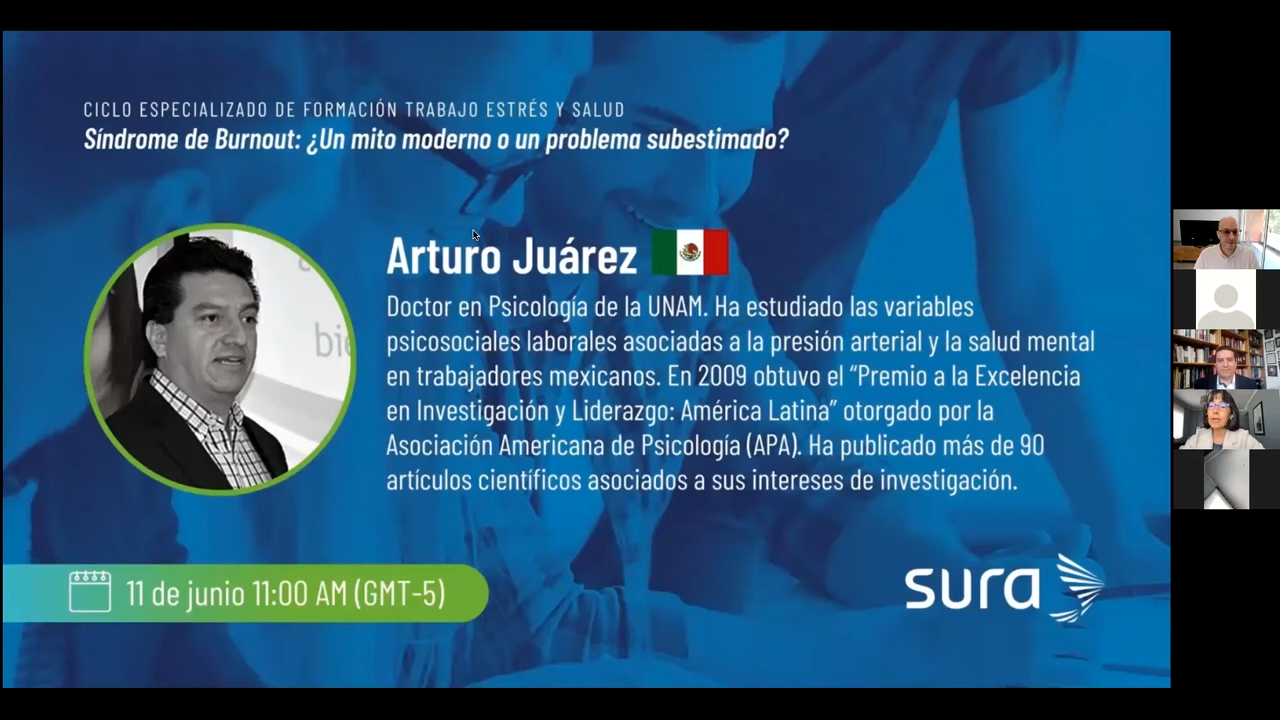 CICLO ESPECIALIZADO DE FORMACIÓN TRABAJO ESTRÉS Y SALUD
Síndrome de Burnout: ¿Un mito moderno o un problema subestimado?
Arturo Juárez
Doctor en Psicología de la UNAM. Ha estudiado las variables
psicosociales laborales asociadas a la presión arterial y la salud mental
en trabajadores mexicanos. En 2009 obtuvo el “Premio a la Excelencia
en Investigación y Liderazgo: América Latina” otorgado por la
Asociación Americana de Psicología (APA). Ha publicado más de 90
artículos científicos asociados a sus intereses de investigación.
11 de junio 11:00 AM (GMT-5)
sura